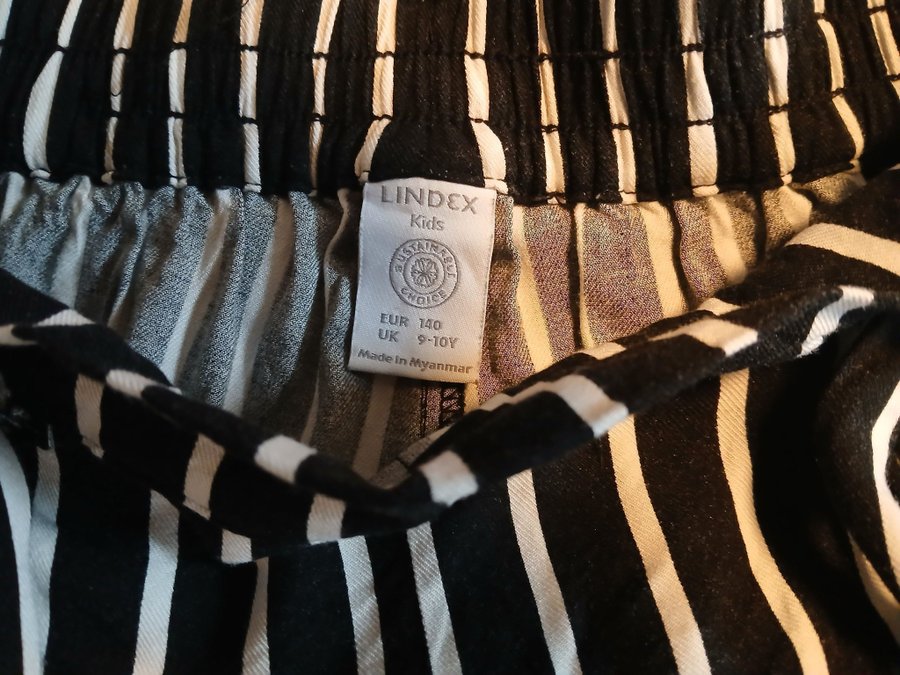 LINDEX
Kids
SUSTAINABLE
CHOICE
EUR 140
UK 9-10Y
Made in Myanmar